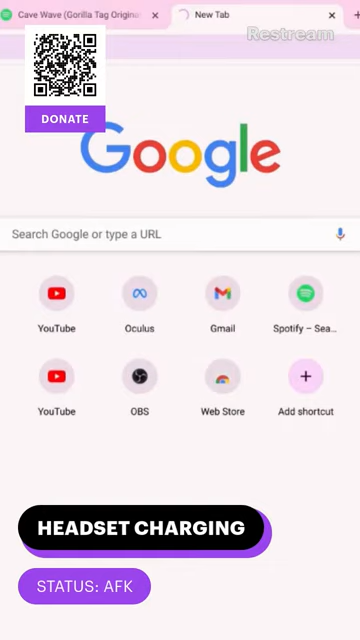 Cave Wave (Gorilla Tag Origina
New Tab
Restream
DONATE
Google
Search Google or type a URL
YouTube
Oculus
Gmail
Spotify – Sea...
YouTube
OBS
Web Store
Add shortcut
HEADSET CHARGING
STATUS: AFK